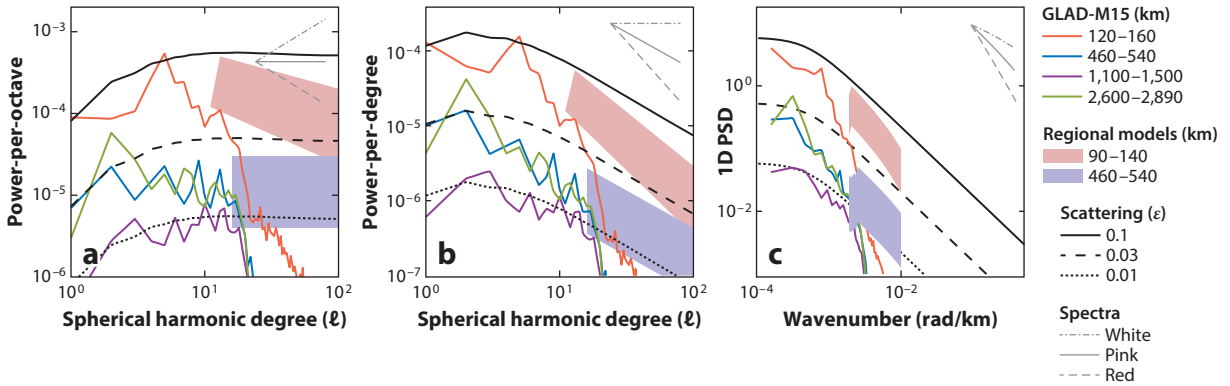 Power-per-octave
10⁻³
10⁻⁴
10⁻⁵
10⁻⁶
a
10⁰
10¹
10²
Spherical harmonic degree (ℓ)
Power-per-degree
10⁻⁴
10⁻⁵
10⁻⁶
10⁻⁷
b
10⁰
10¹
10²
Spherical harmonic degree (ℓ)
1D PSD
10⁰
10⁻²
c
10⁻⁴
10⁻²
Wavenumber (rad/km)
GLAD-M15 (km)
120–160
460–540
1,100–1,500
2,600–2,890
Regional models (km)
90–140
460–540
Scattering (ε)
0.1
0.03
0.01
Spectra
White
Pink
Red